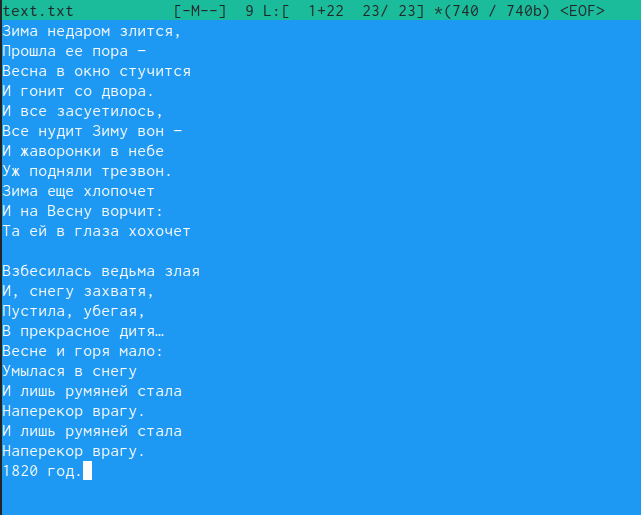 text.txt [-M--] 9 L:[ 1+22 23/ 23] *(740 / 740b) <EOF>
Зима недаром злится,
Прошла ее пора –
Весна в окно стучится
И гонит со двора.
И все засуетилось,
Все нудит Зиму вон –
И жаворонки в небе
Уж подняли трезвон.
Зима еще хлопочет
И на Весну ворчит:
Та ей в глаза хохочет

Взбесилась ведьма злая
И, снегу захватя,
Пустила, убегая,
В прекрасное дитя…
Весне и горя мало:
Умылася в снегу
И лишь румяней стала
Наперекор врагу.
И лишь румяней стала
Наперекор врагу.
1820 год.